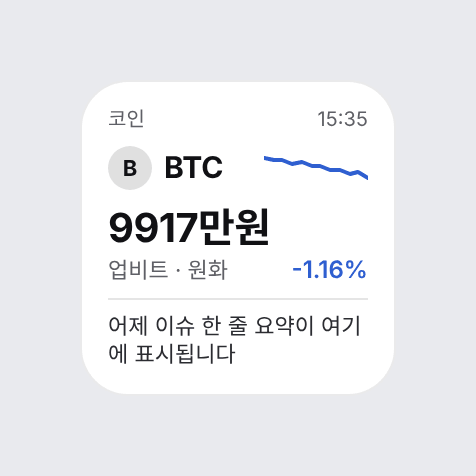 코인 15:35
B BTC
9917만원
업비트 · 원화 -1.16%
어제 이슈 한 줄 요약이 여기
에 표시됩니다